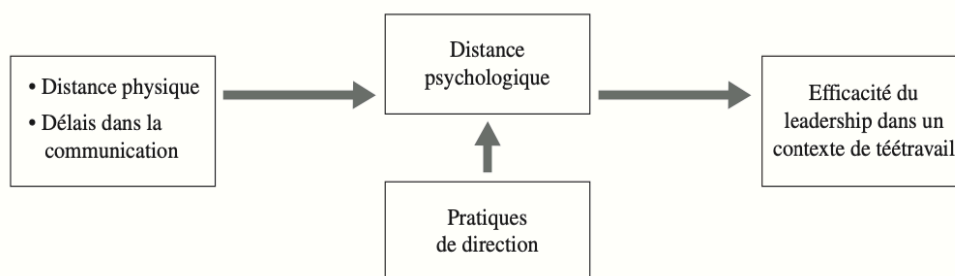 • Distance physique
• Délais dans la
communication
Distance
psychologique
Pratiques
de direction
Efficacité du
leadership dans un
contexte de téétravail